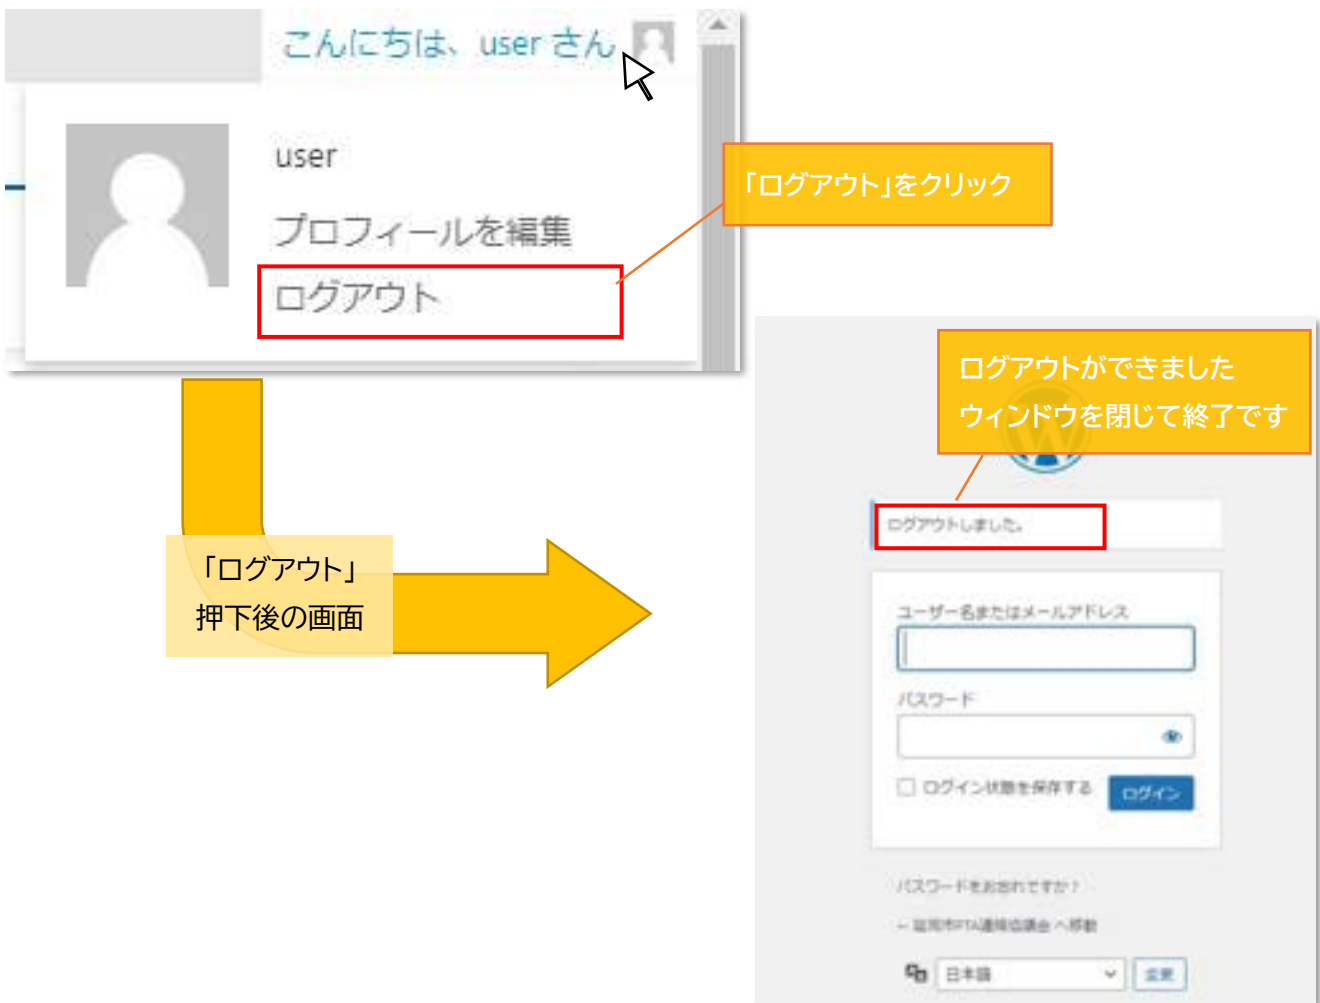 こんにちは、user さん
user
プロフィールを編集
ログアウト
「ログアウト」をクリック
「ログアウト」
押下後の画面
ログアウトができました
ウィンドウを閉じて終了です
ログアウトしました。
ユーザー名またはメールアドレス
パスワード
ログイン状態を保存する
ログイン
パスワードをお忘れですか ?
へ移動
日本語
変更